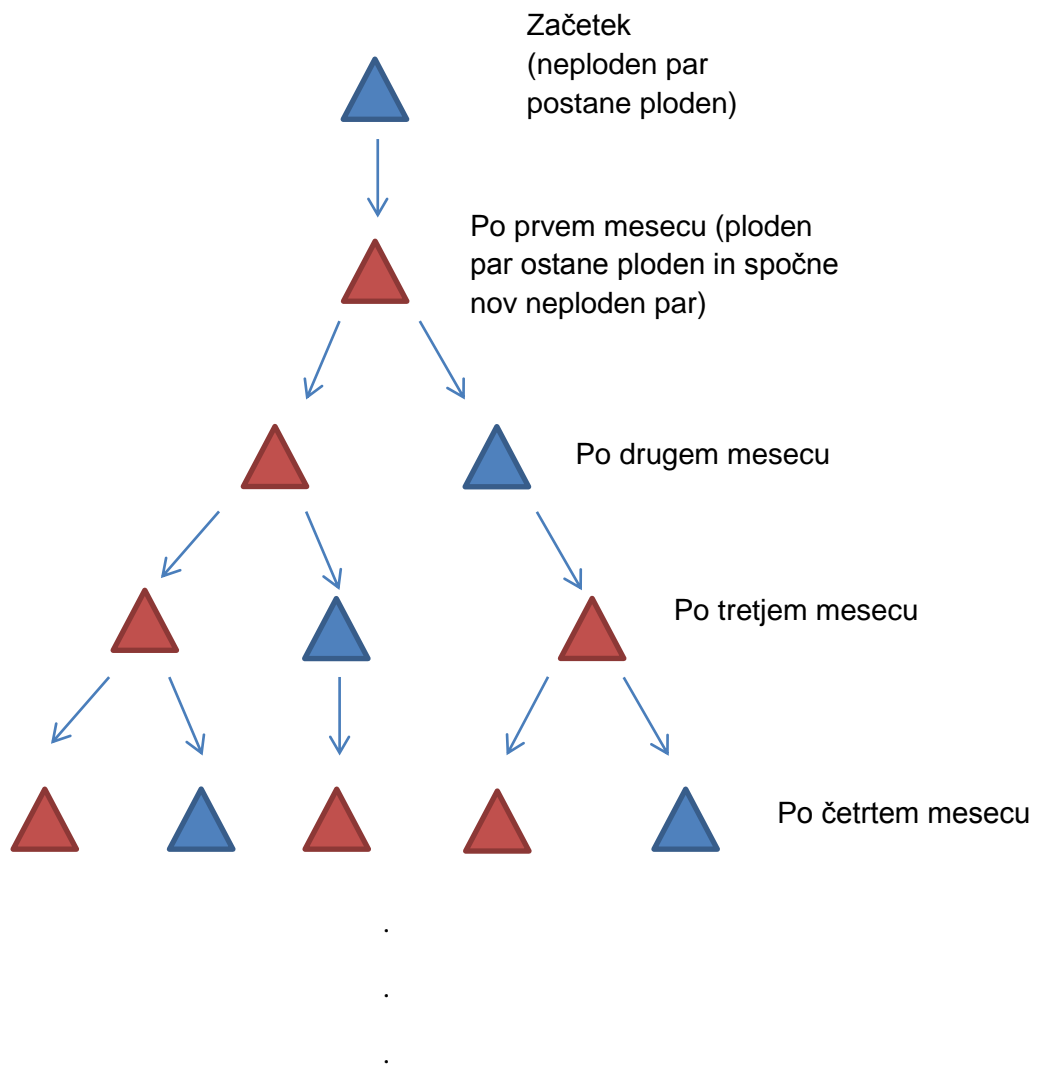 Začetek
(neploden par
postane ploden)
Po prvem mesecu (ploden
par ostane ploden in spočne
nov neploden par)
Po drugem mesecu
Po tretjem mesecu
Po četrtem mesecu
.
.
.